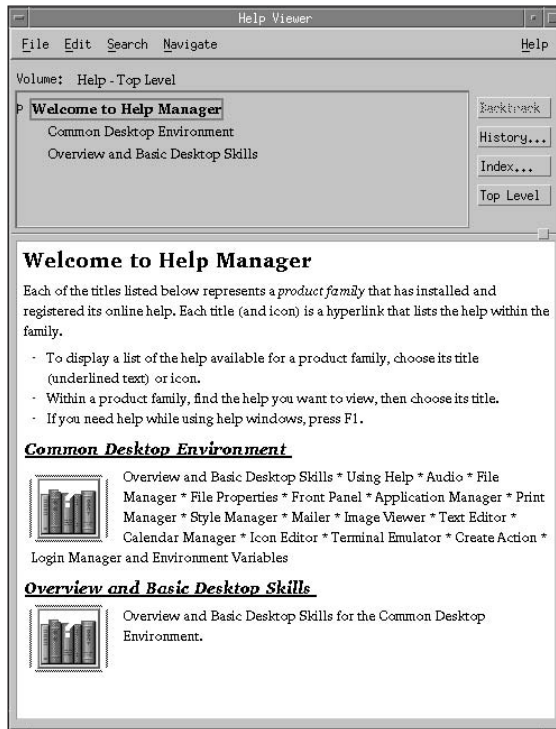 Help Viewer
File Edit Search Navigate Help
Volume: Help - Top Level
Welcome to Help Manager
Common Desktop Environment
Overview and Basic Desktop Skills
Backtrack
History...
Index...
Top Level
Welcome to Help Manager
Each of the titles listed below represents a product family that has installed and
registered its online help. Each title (and icon) is a hyperlink that lists the help within the
family.
· To display a list of the help available for a product family, choose its title
(underlined text) or icon.
· Within a product family, find the help you want to view, then choose its title.
· If you need help while using help windows, press F1.
Common Desktop Environment
Overview and Basic Desktop Skills * Using Help * Audio * File
Manager * File Properties * Front Panel * Application Manager * Print
Manager * Style Manager * Mailer * Image Viewer * Text Editor *
Calendar Manager * Icon Editor * Terminal Emulator * Create Action *
Login Manager and Environment Variables
Overview and Basic Desktop Skills
Overview and Basic Desktop Skills for the Common Desktop
Environment.